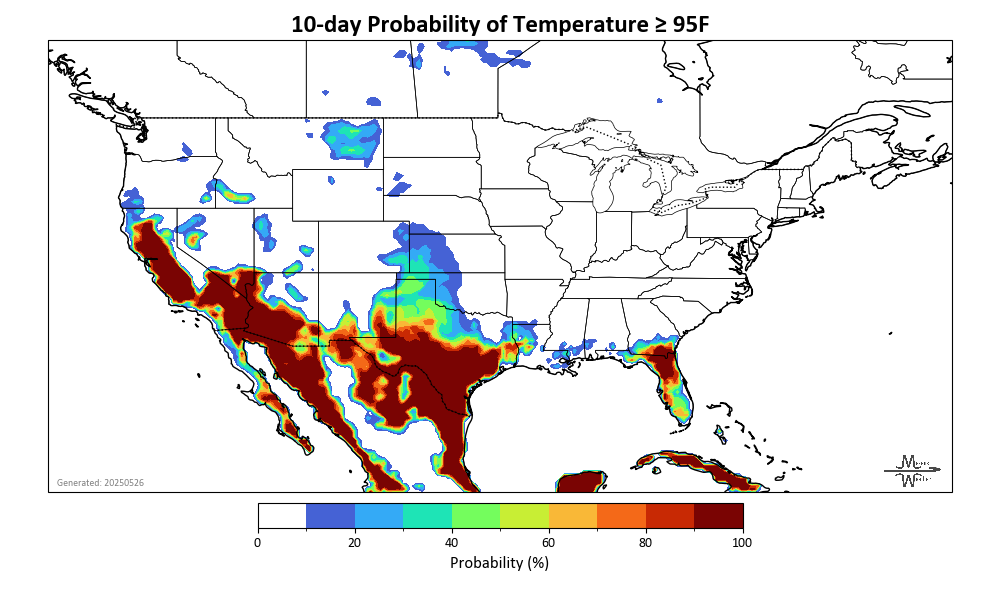 10-day Probability of Temperature ≥ 95F
Generated: 20250526
0 20 40 60 80 100
Probability (%)